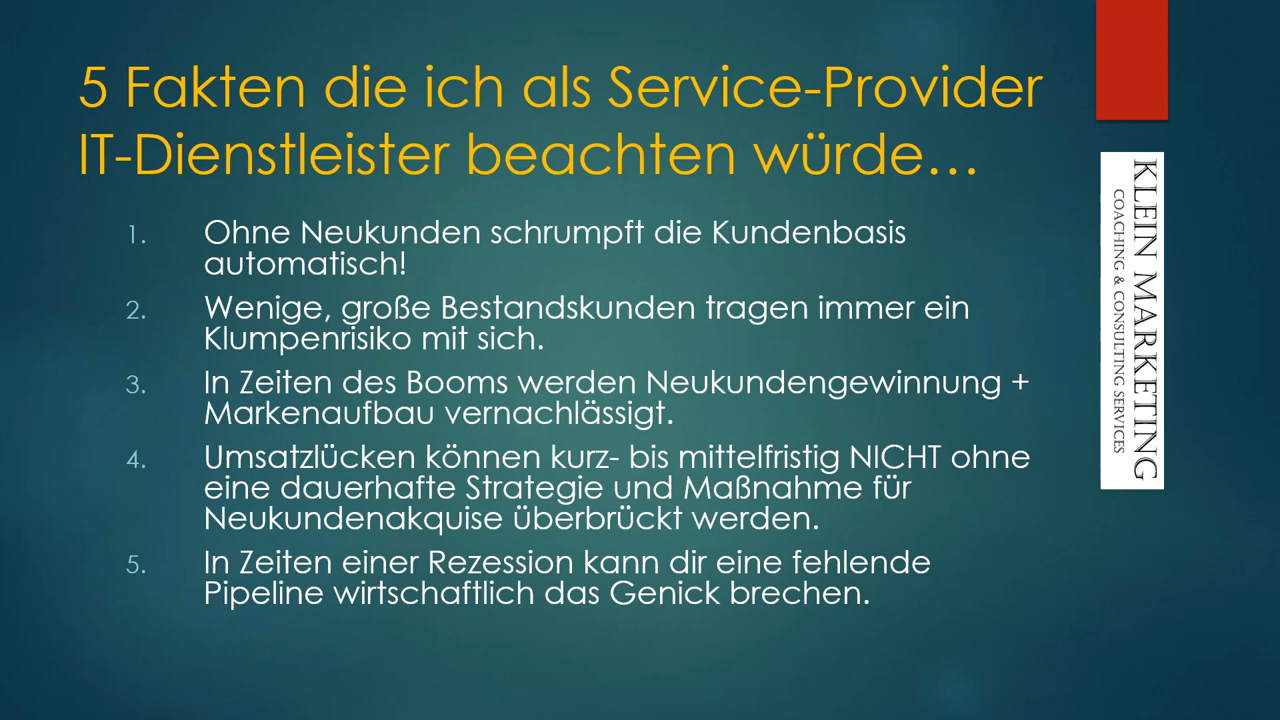 5 Fakten die ich als Service-Provider
IT-Dienstleister beachten würde…
1. Ohne Neukunden schrumpft die Kundenbasis
automatisch!
2. Wenige, große Bestandskunden tragen immer ein
Klumpenrisiko mit sich.
3. In Zeiten des Booms werden Neukundengewinnung +
Markenaufbau vernachlässigt.
4. Umsatzlücken können kurz- bis mittelfristig NICHT ohne
eine dauerhafte Strategie und Maßnahme für
Neukundenakquise überbrückt werden.
5. In Zeiten einer Rezession kann dir eine fehlende
Pipeline wirtschaftlich das Genick brechen.
KLEIN MARKETING
COACHING & CONSULTING SERVICES